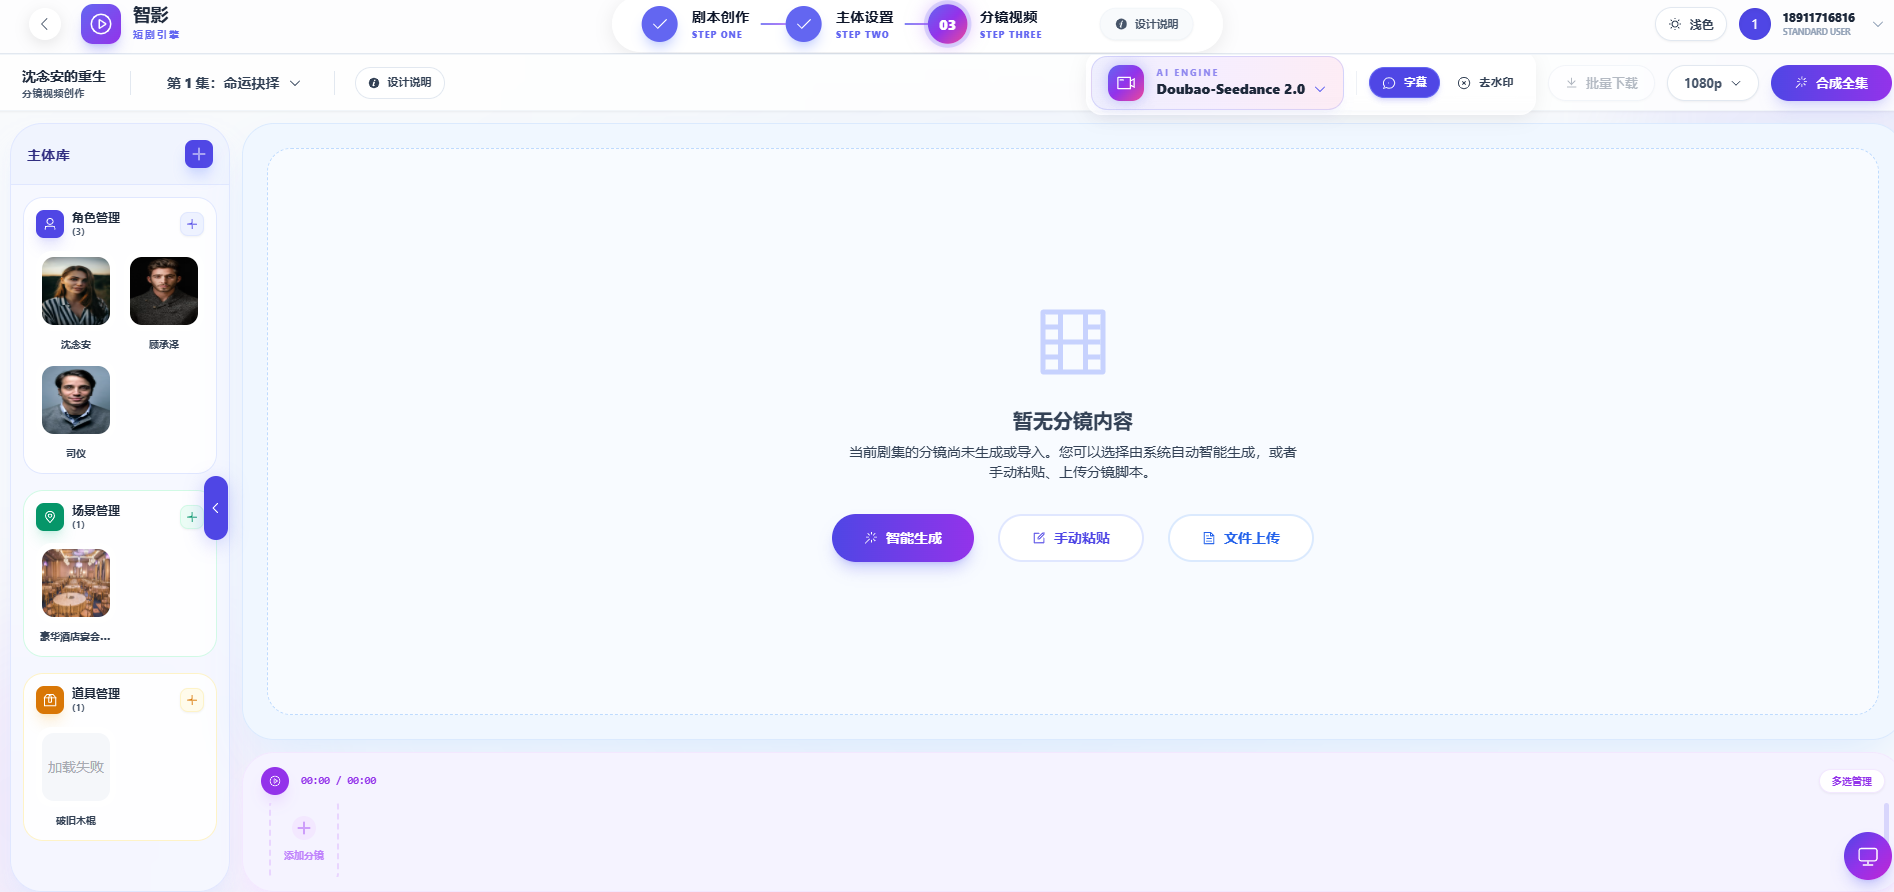 智影
短剧引擎
剧本创作
STEP ONE
主体设置
STEP TWO
03
分镜视频
STEP THREE
设计说明
浅色
1
18911716816
STANDARD USER
沈念安的重生
分镜视频创作
第 1 集：命运抉择
设计说明
AI ENGINE
Doubao-Seedance 2.0
字幕
去水印
批量下载
1080p
合成全集
主体库
角色管理
(3)
沈念安
顾承泽
司仪
场景管理
(1)
豪华酒店宴会...
道具管理
(1)
加载失败
破旧木棍
暂无分镜内容
当前剧集的分镜尚未生成或导入。您可以选择由系统自动智能生成，或者
手动粘贴、上传分镜脚本。
智能生成
手动粘贴
文件上传
00:00 / 00:00
多选管理
添加分镜